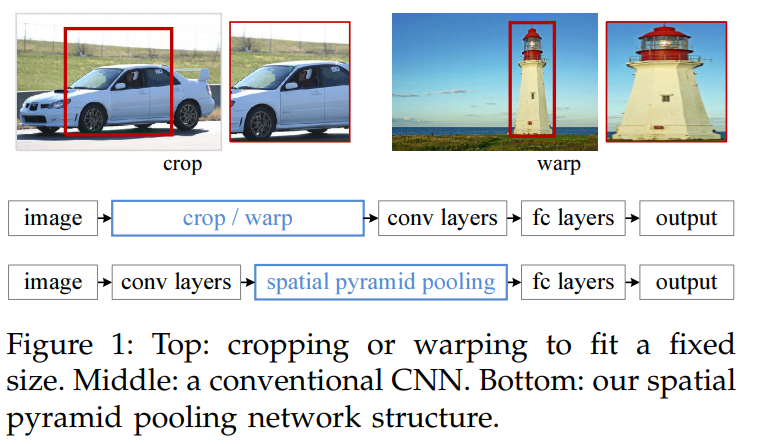 crop
warp
image crop / warp conv layers fc layers output
image conv layers spatial pyramid pooling fc layers output
Figure 1: Top: cropping or warping to fit a fixed
size. Middle: a conventional CNN. Bottom: our spatial
pyramid pooling network structure.